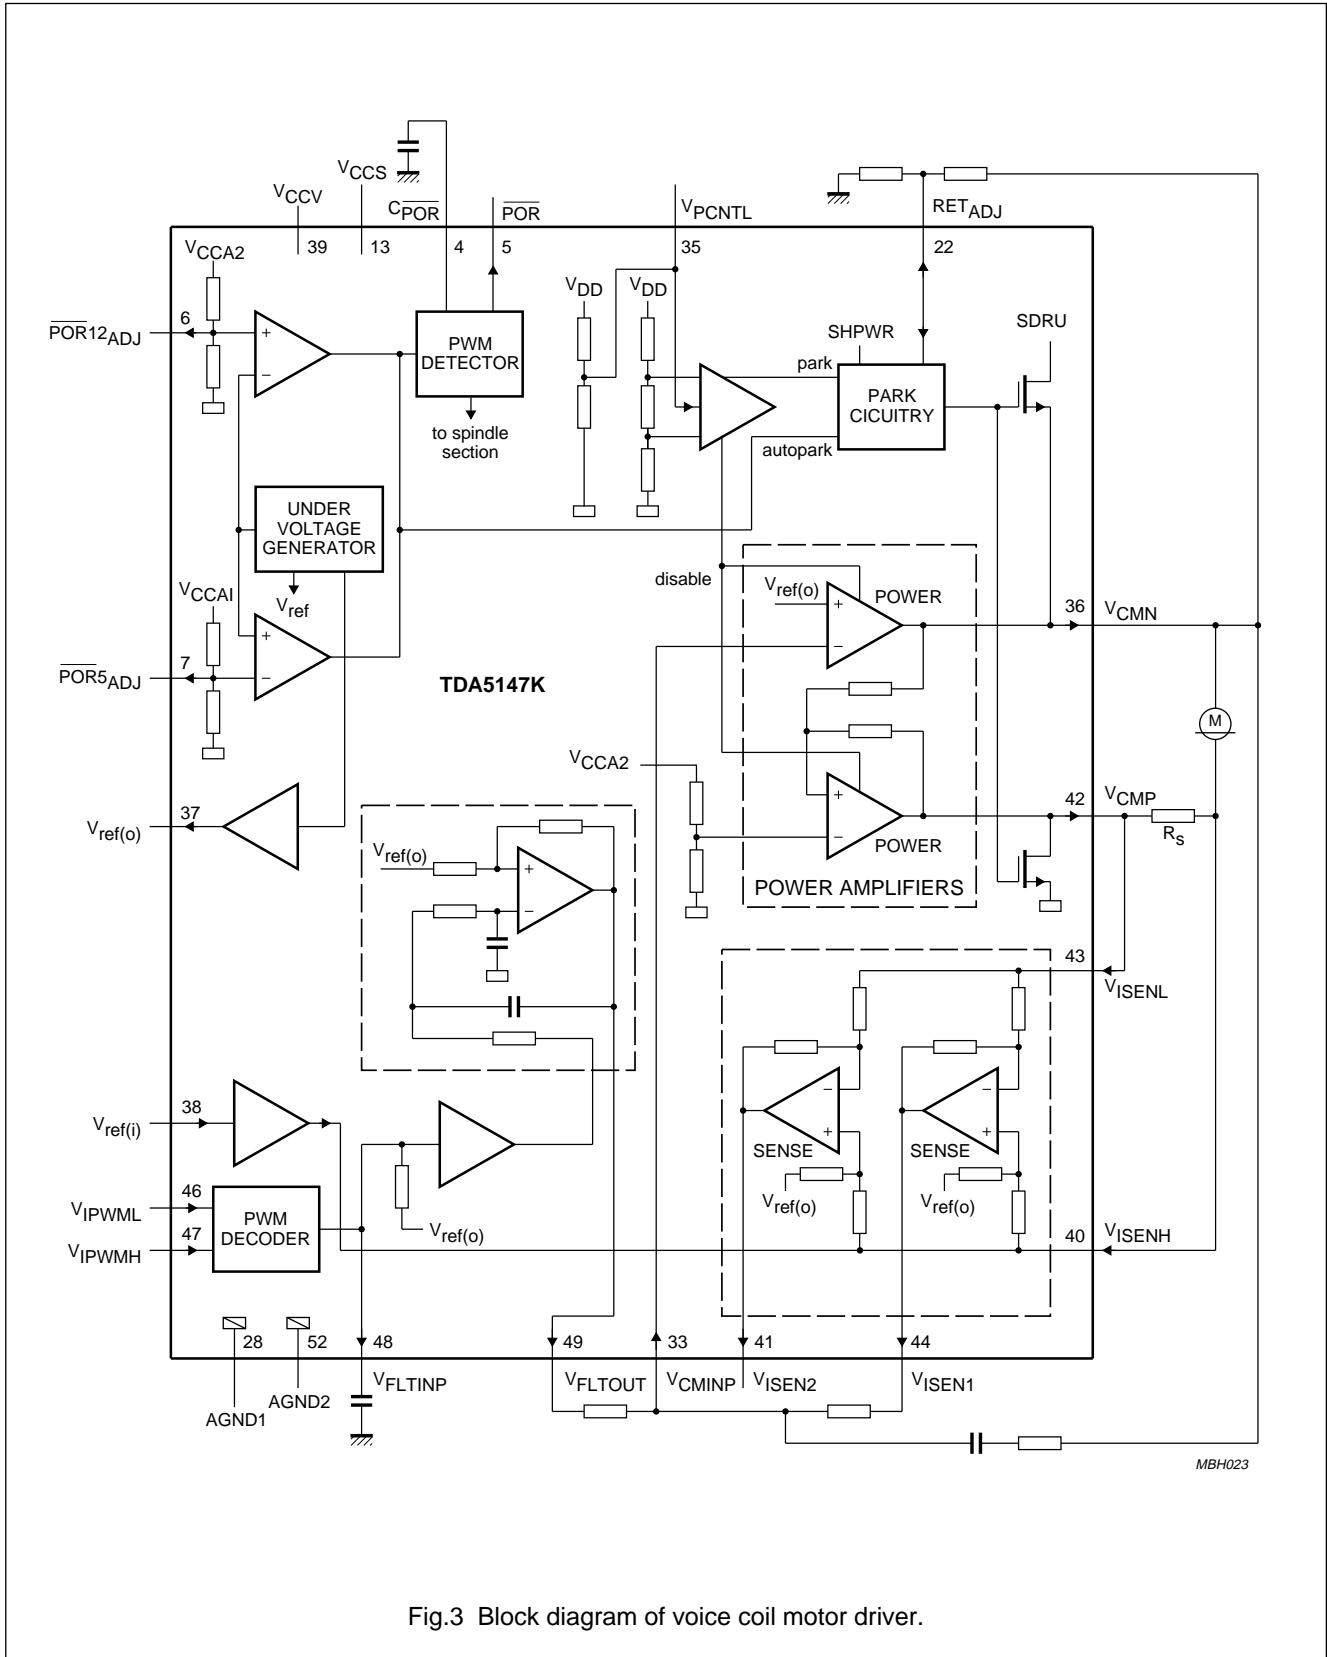 VCCS
VCCV
CPOR
POR
VPCNTL
RETADJ
39
13
4
5
35
22
VCCA2
VDD
VDD
SDRU
6
POR12ADJ
+
−
PWM
DETECTOR
SHPWR
park
PARK
CICUITRY
to spindle
section
autopark
UNDER
VOLTAGE
GENERATOR
disable
Vref(o)
+
POWER
−
VCCAI
Vref
36
VCMN
7
POR5ADJ
+
−
TDA5147K
M
VCCA2
42
VCMP
RS
37
Vref(o)
+
−
POWER
POWER AMPLIFIERS
Vref(o)
+
−
43
VISENL
38
Vref(i)
−
+
SENSE
−
+
SENSE
Vref(o)
Vref(o)
46
VIPWML
47
VIPWMH
PWM
DECODER
Vref(o)
40
VISENH
28
52
48
49
33
41
44
AGND1
AGND2
VFLTINP
VFLTOUT
VCMINP
VISEN2
VISEN1
MBH023
Fig.3 Block diagram of voice coil motor driver.